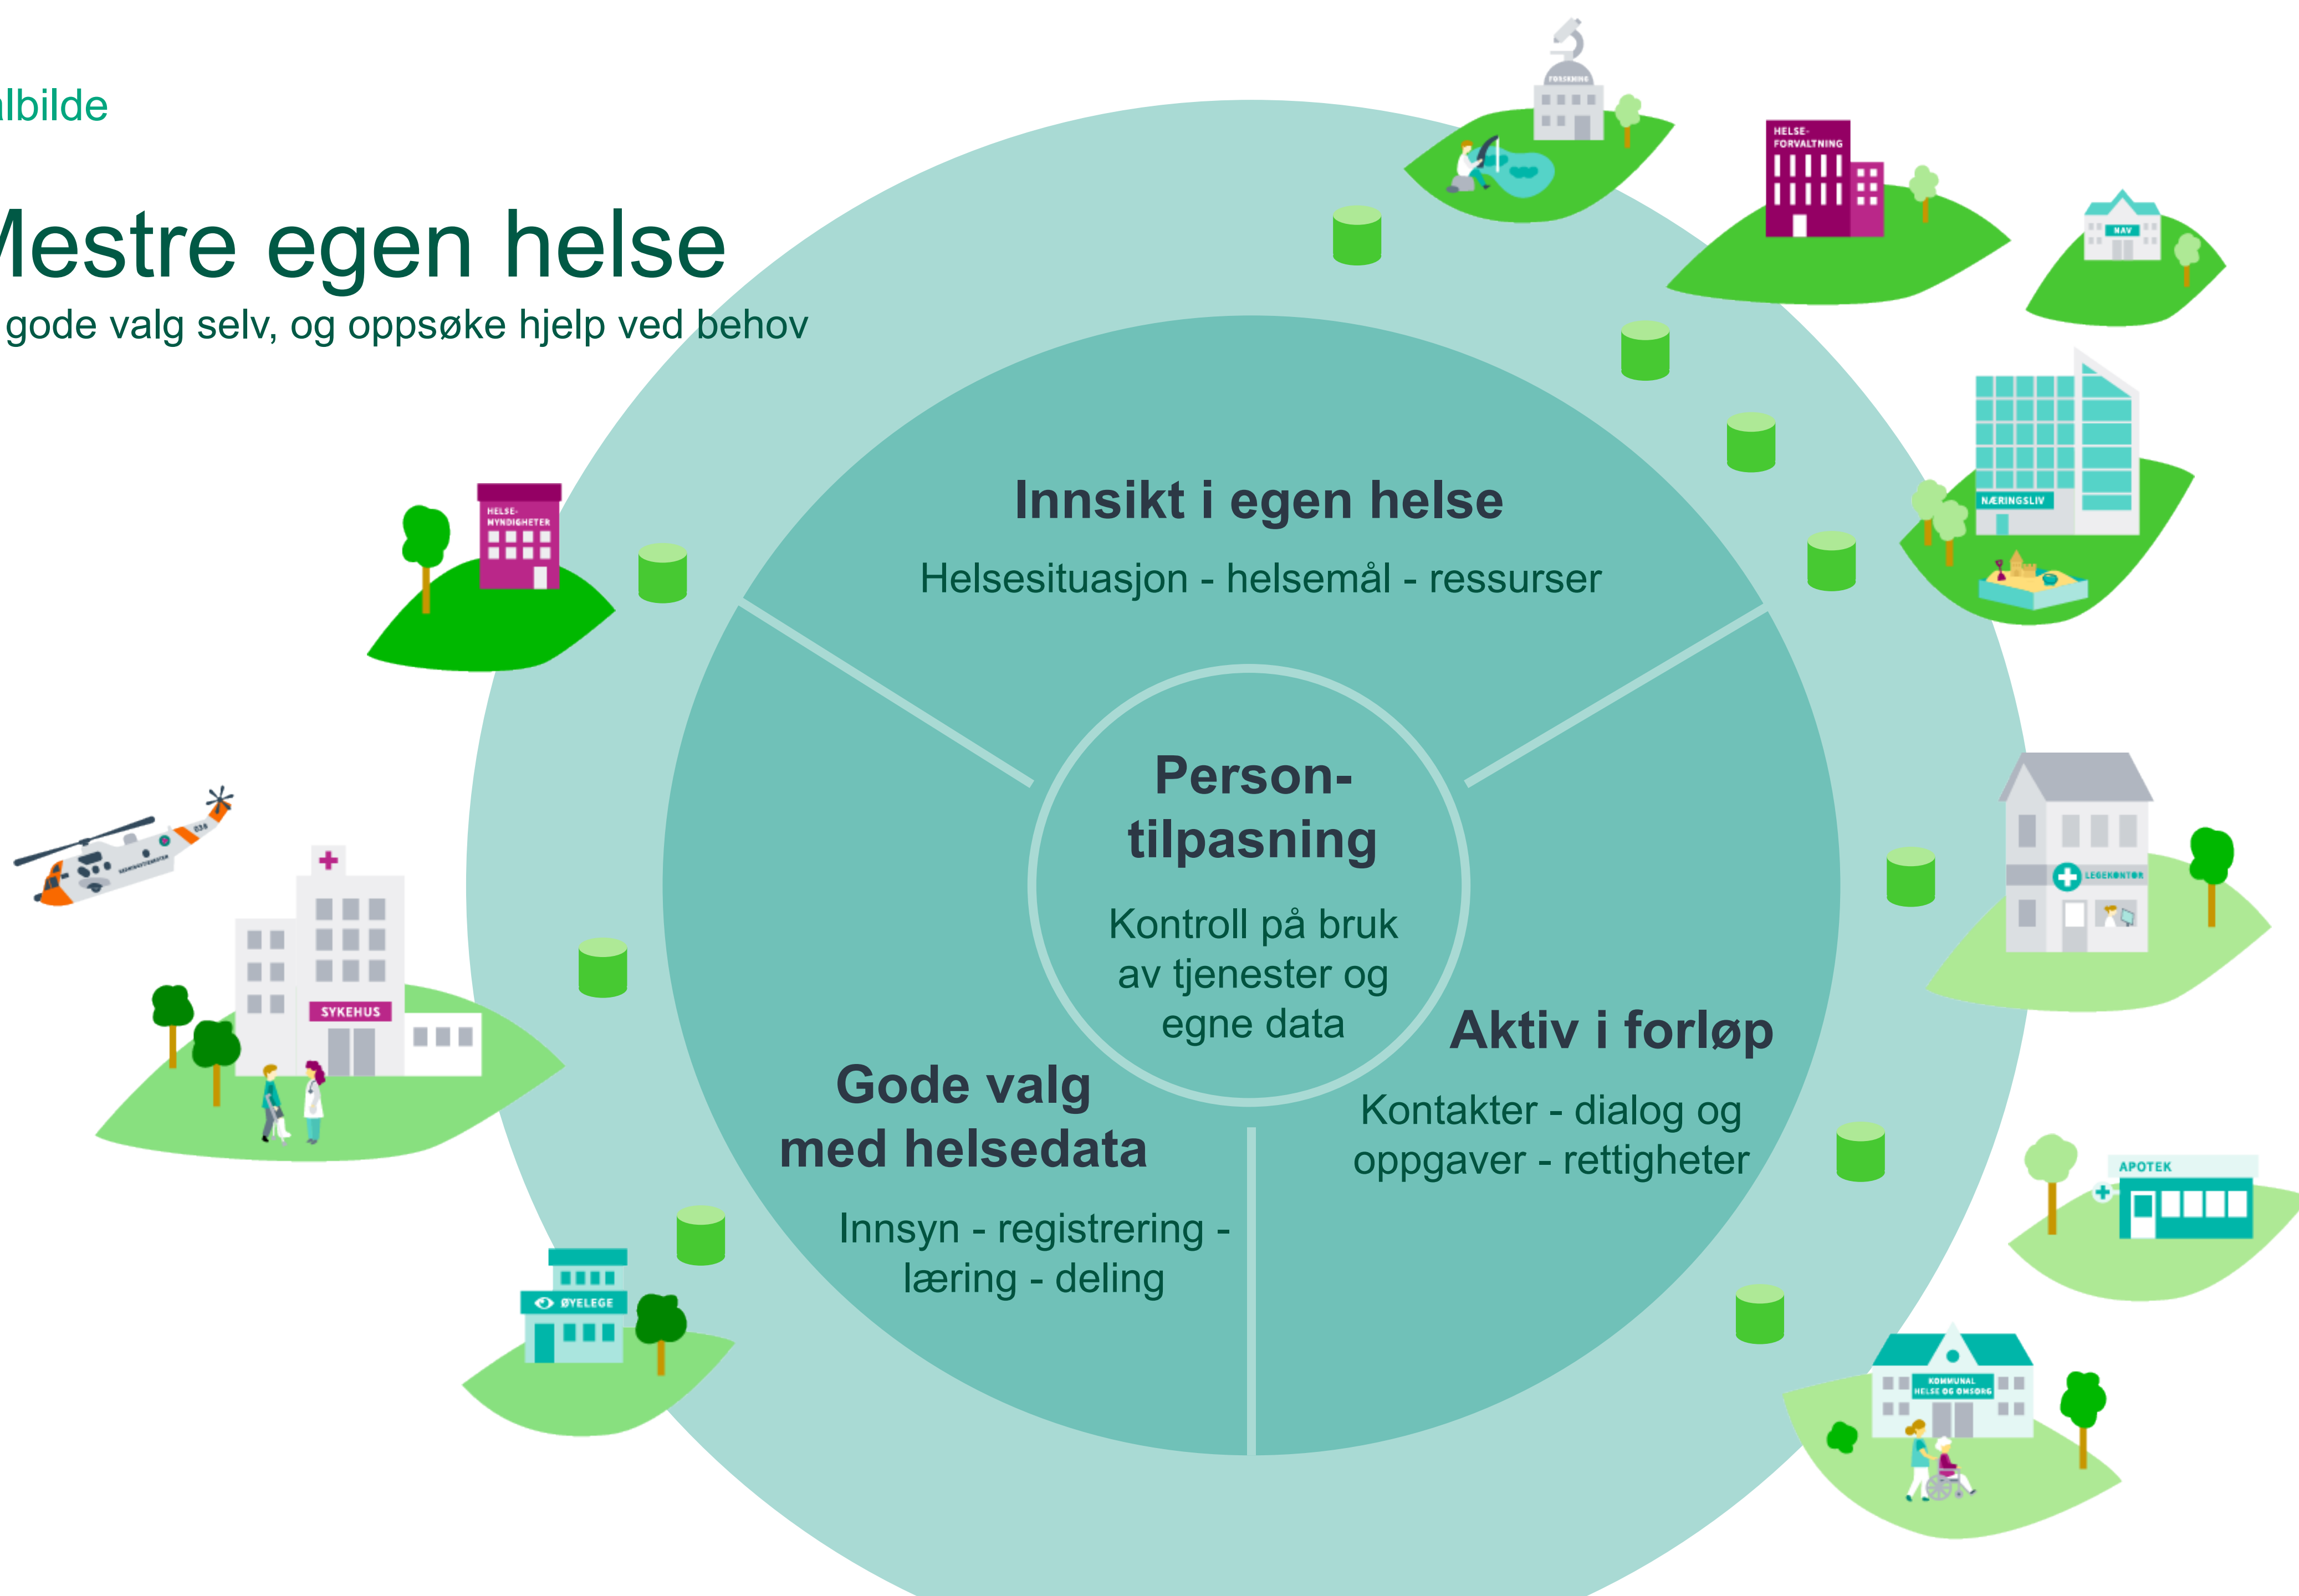 lbilde
Mestre egen helse
gode valg selv, og oppsøke hjelp ved behov
FORSKNING
HELSE-
FORVALTNING
NAV
NÆRINGSLIV
HELSE-
MYNDIGHETER
Innsikt i egen helse
Helsesituasjon - helsemål - ressurser
Person-
tilpasning
Kontroll på bruk
av tjenester og
egne data
LEGEKONTOR
036
SYKEHUS
Aktiv i forløp
Kontakter - dialog og
oppgaver - rettigheter
Gode valg
med helsedata
Innsyn - registrering -
læring - deling
APOTEK
ØYELEGE
KOMMUNAL
HELSE OG OMSORG